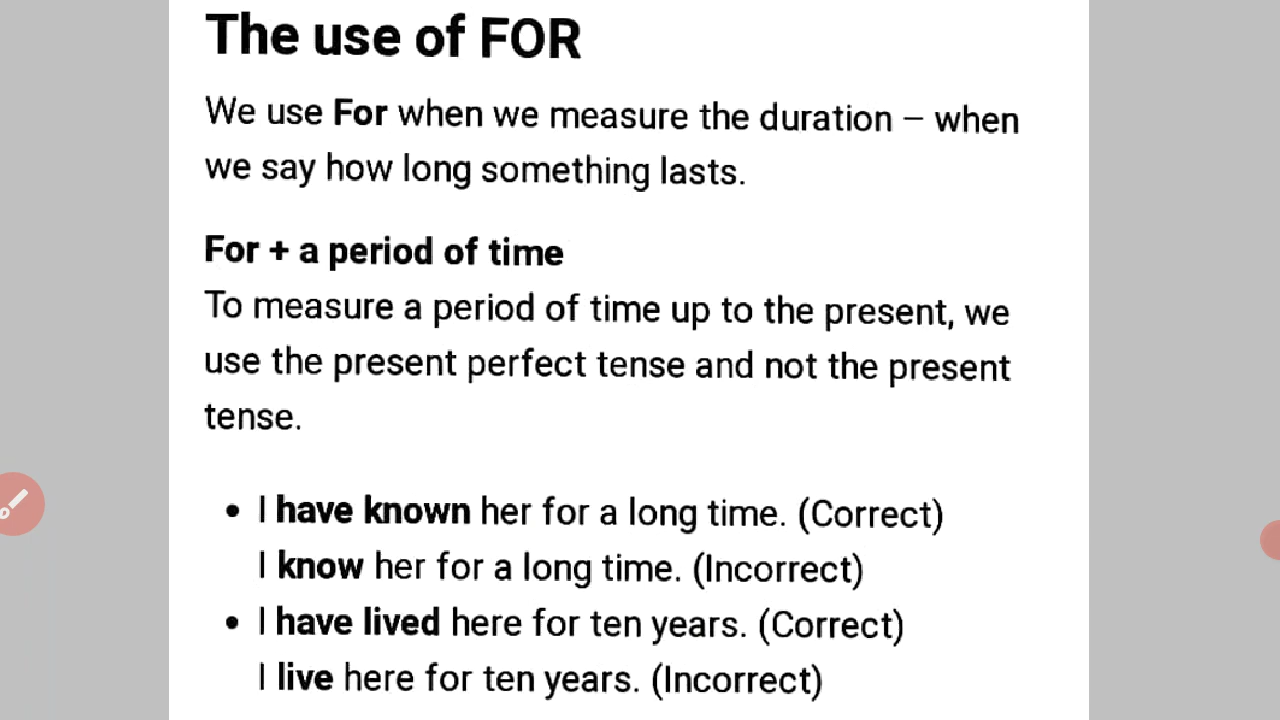 The use of FOR
We use For when we measure the duration – when
we say how long something lasts.
For + a period of time
To measure a period of time up to the present, we
use the present perfect tense and not the present
tense.
• I have known her for a long time. (Correct)
I know her for a long time. (Incorrect)
• I have lived here for ten years. (Correct)
I live here for ten years. (Incorrect)